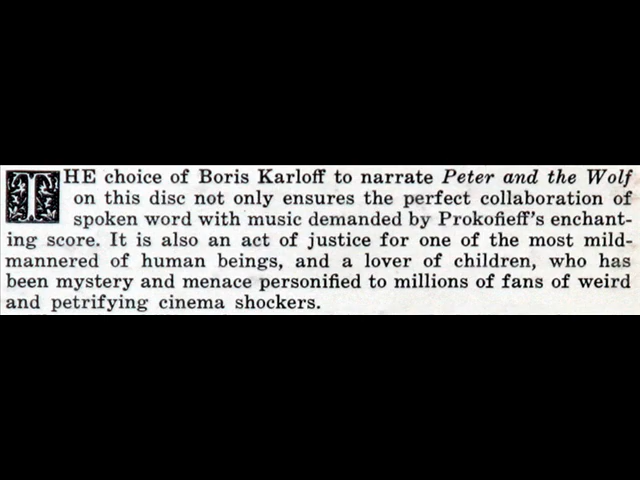 THE choice of Boris Karloff to narrate Peter and the Wolf
on this disc not only ensures the perfect collaboration of
spoken word with music demanded by Prokofieff's enchant-
ing score. It is also an act of justice for one of the most mild-
mannered of human beings, and a lover of children, who has
been mystery and menace personified to millions of fans of weird
and petrifying cinema shockers.